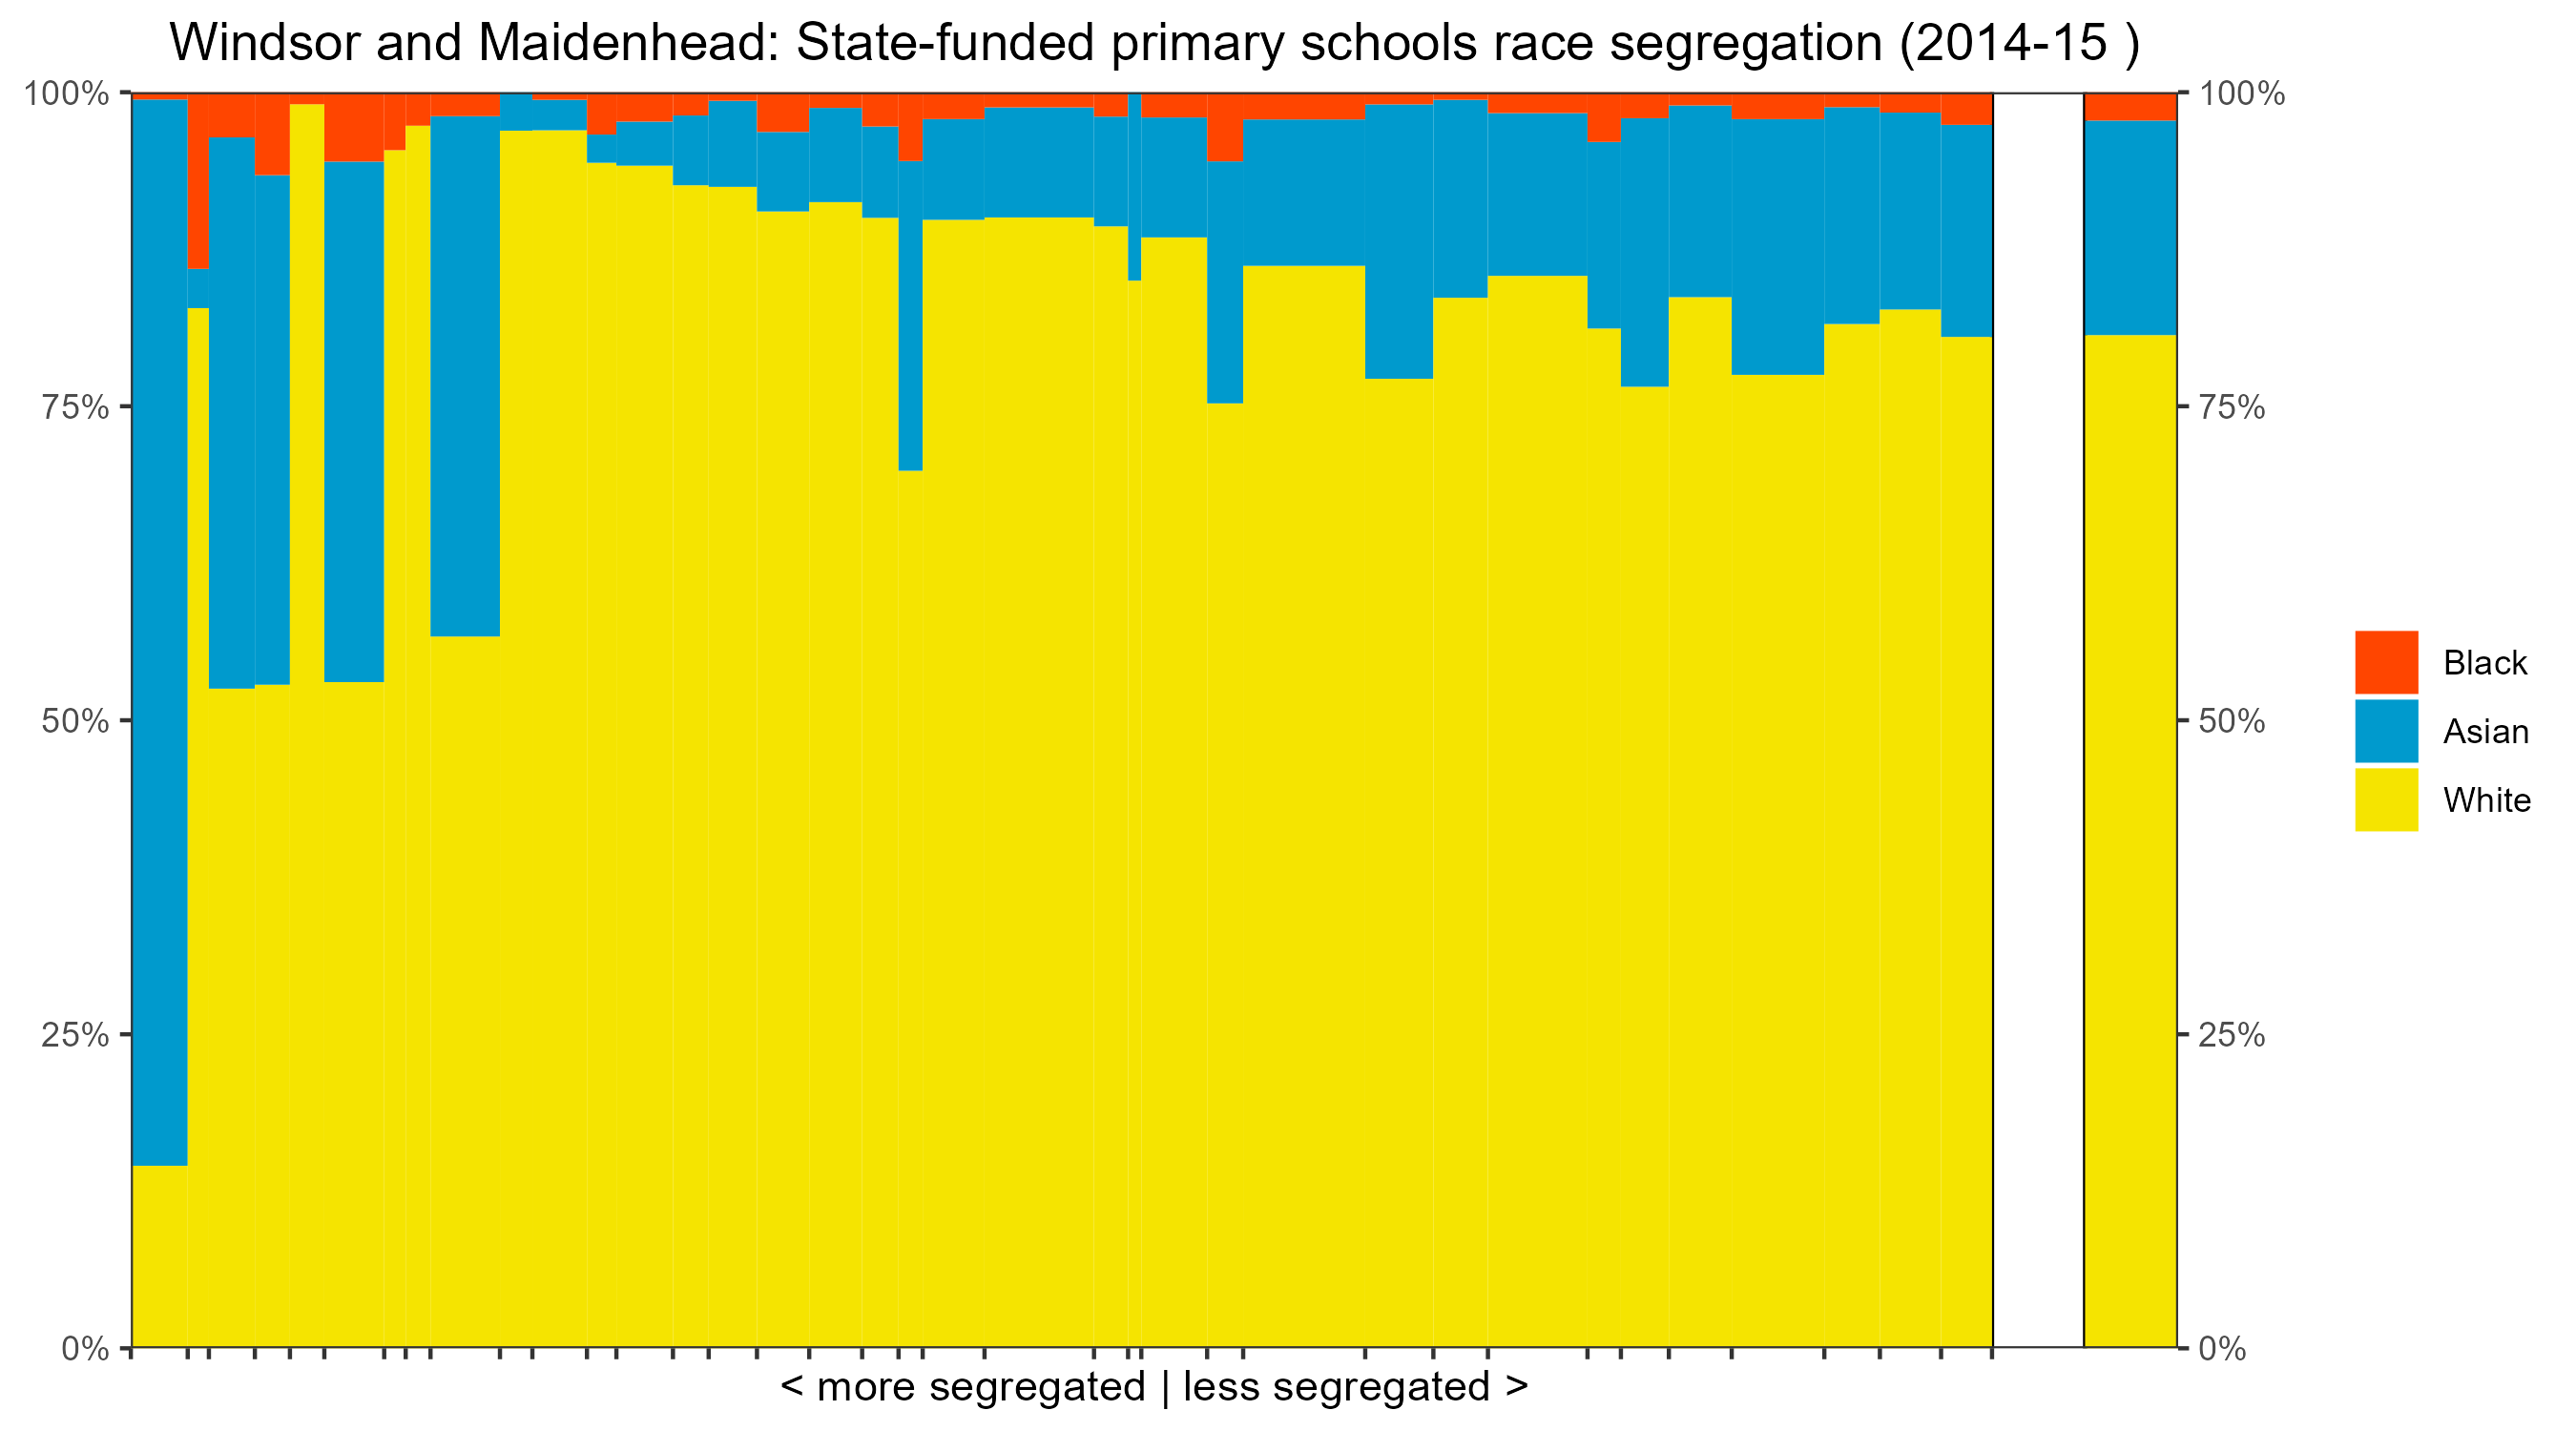 Windsor and Maidenhead: State-funded primary schools race segregation (2014-15 )
100%
75%
50%
25%
0%
100%
75%
50%
25%
0%
Black
Asian
White
< more segregated | less segregated >